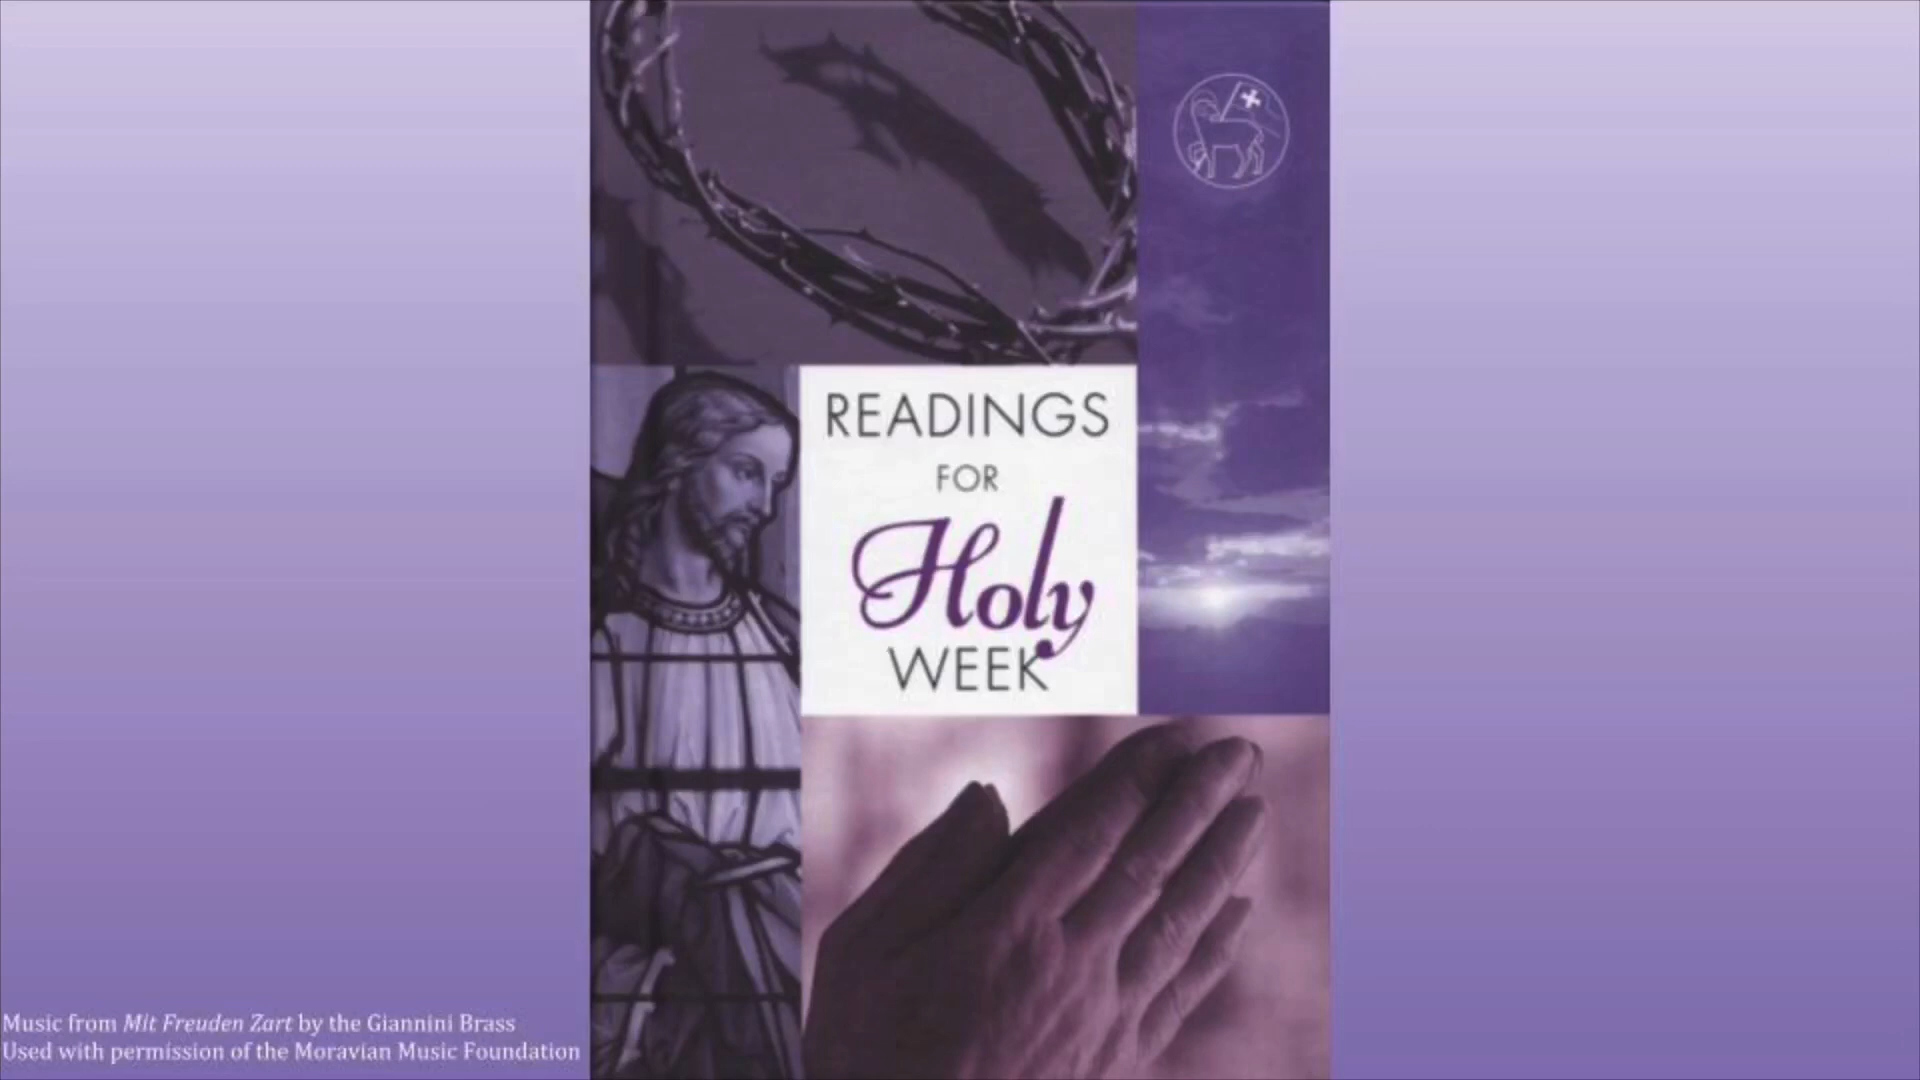 READINGS
FOR
Holy
WEEK
Music from Mit Freuden Zart by the Giannini Brass
Used with permission of the Moravian Music Foundation